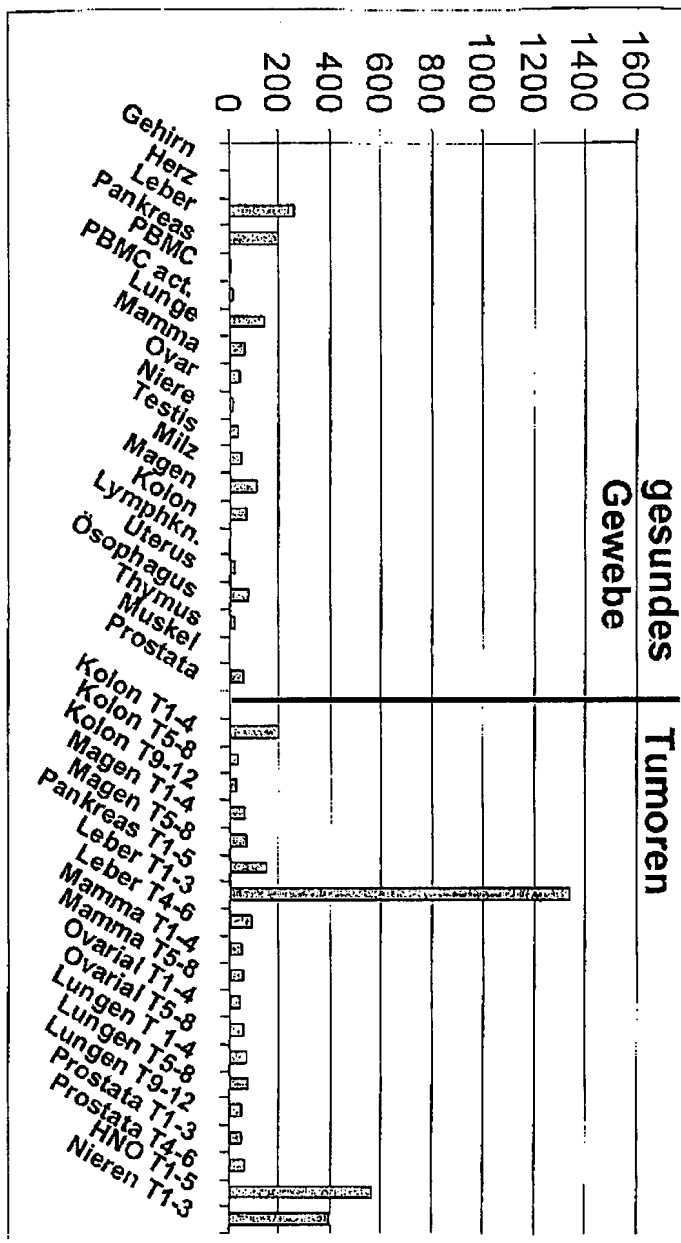 1600
1400
1200
1000
800
600
400
200
0
gesundes
Gewebe
Tumoren
Gehirn
Herz
Leber
Pankreas
PBMC
PBMC act.
Lunge
Mamma
Ovar
Niere
Testis
Milz
Magen
Kolon
Lymphkn.
Uterus
Ösophagus
Thymus
Muskel
Prostata
Kolon T1-4
Kolon T5-8
Kolon T9-12
Magen T1-4
Magen T5-8
Pankreas T1-5
Leber T1-3
Leber T4-6
Mamma T1-4
Mamma T5-8
Ovarial T1-4
Ovarial T5-8
Lungen T 1-4
Lungen T5-8
Lungen T9-12
Prostata T1-3
Prostata T4-6
HNO T1-5
Nieren T1-3